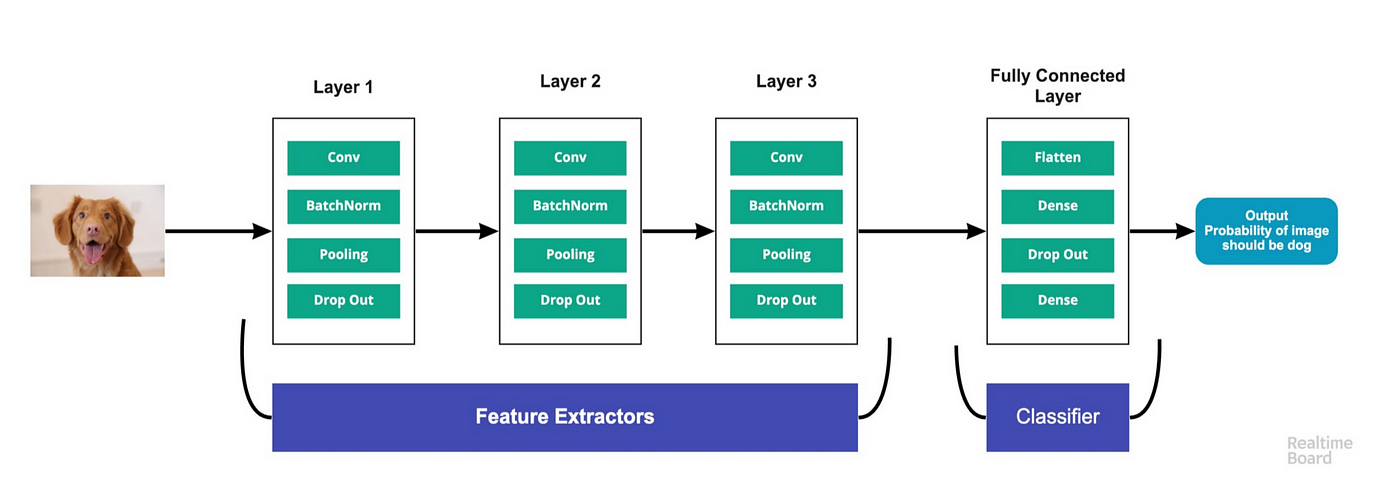 Layer 1
Layer 2
Layer 3
Fully Connected
Layer
Conv
BatchNorm
Pooling
Drop Out
Conv
BatchNorm
Pooling
Drop Out
Conv
BatchNorm
Pooling
Drop Out
Flatten
Dense
Drop Out
Dense
Output
Probability of image
should be dog
Feature Extractors
Classifier
Realtime
Board